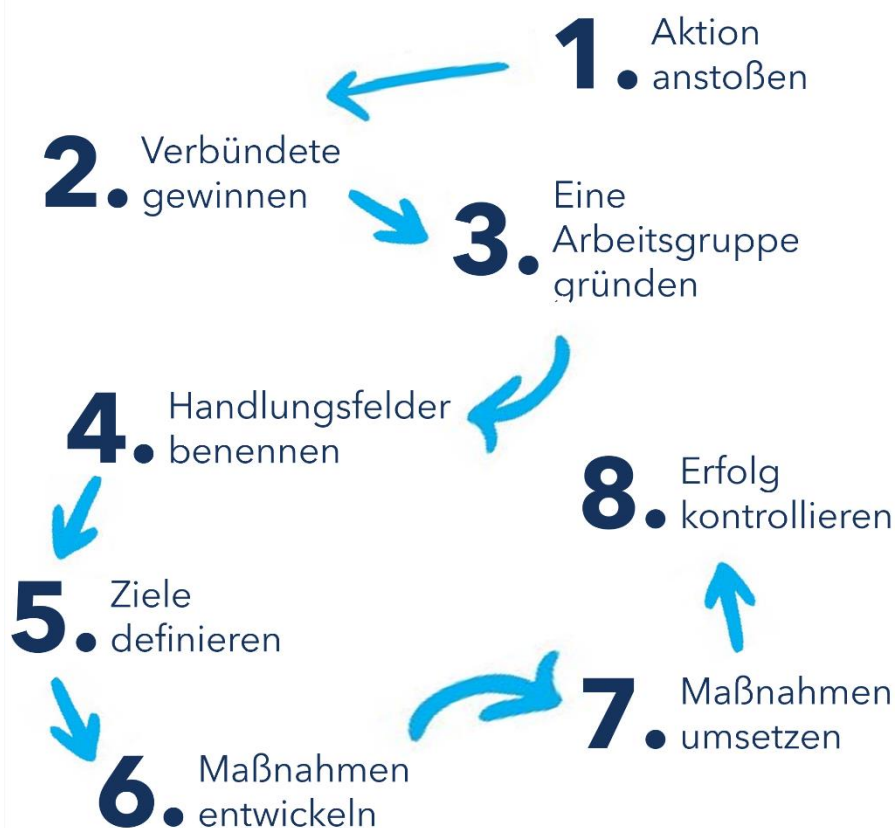 1. Aktion
anstoßen
2. Verbündete
gewinnen
3. Eine
Arbeitsgruppe
gründen
4. Handlungsfelder
benennen
5. Ziele
definieren
6. Maßnahmen
entwickeln
7. Maßnahmen
umsetzen
8. Erfolg
kontrollieren